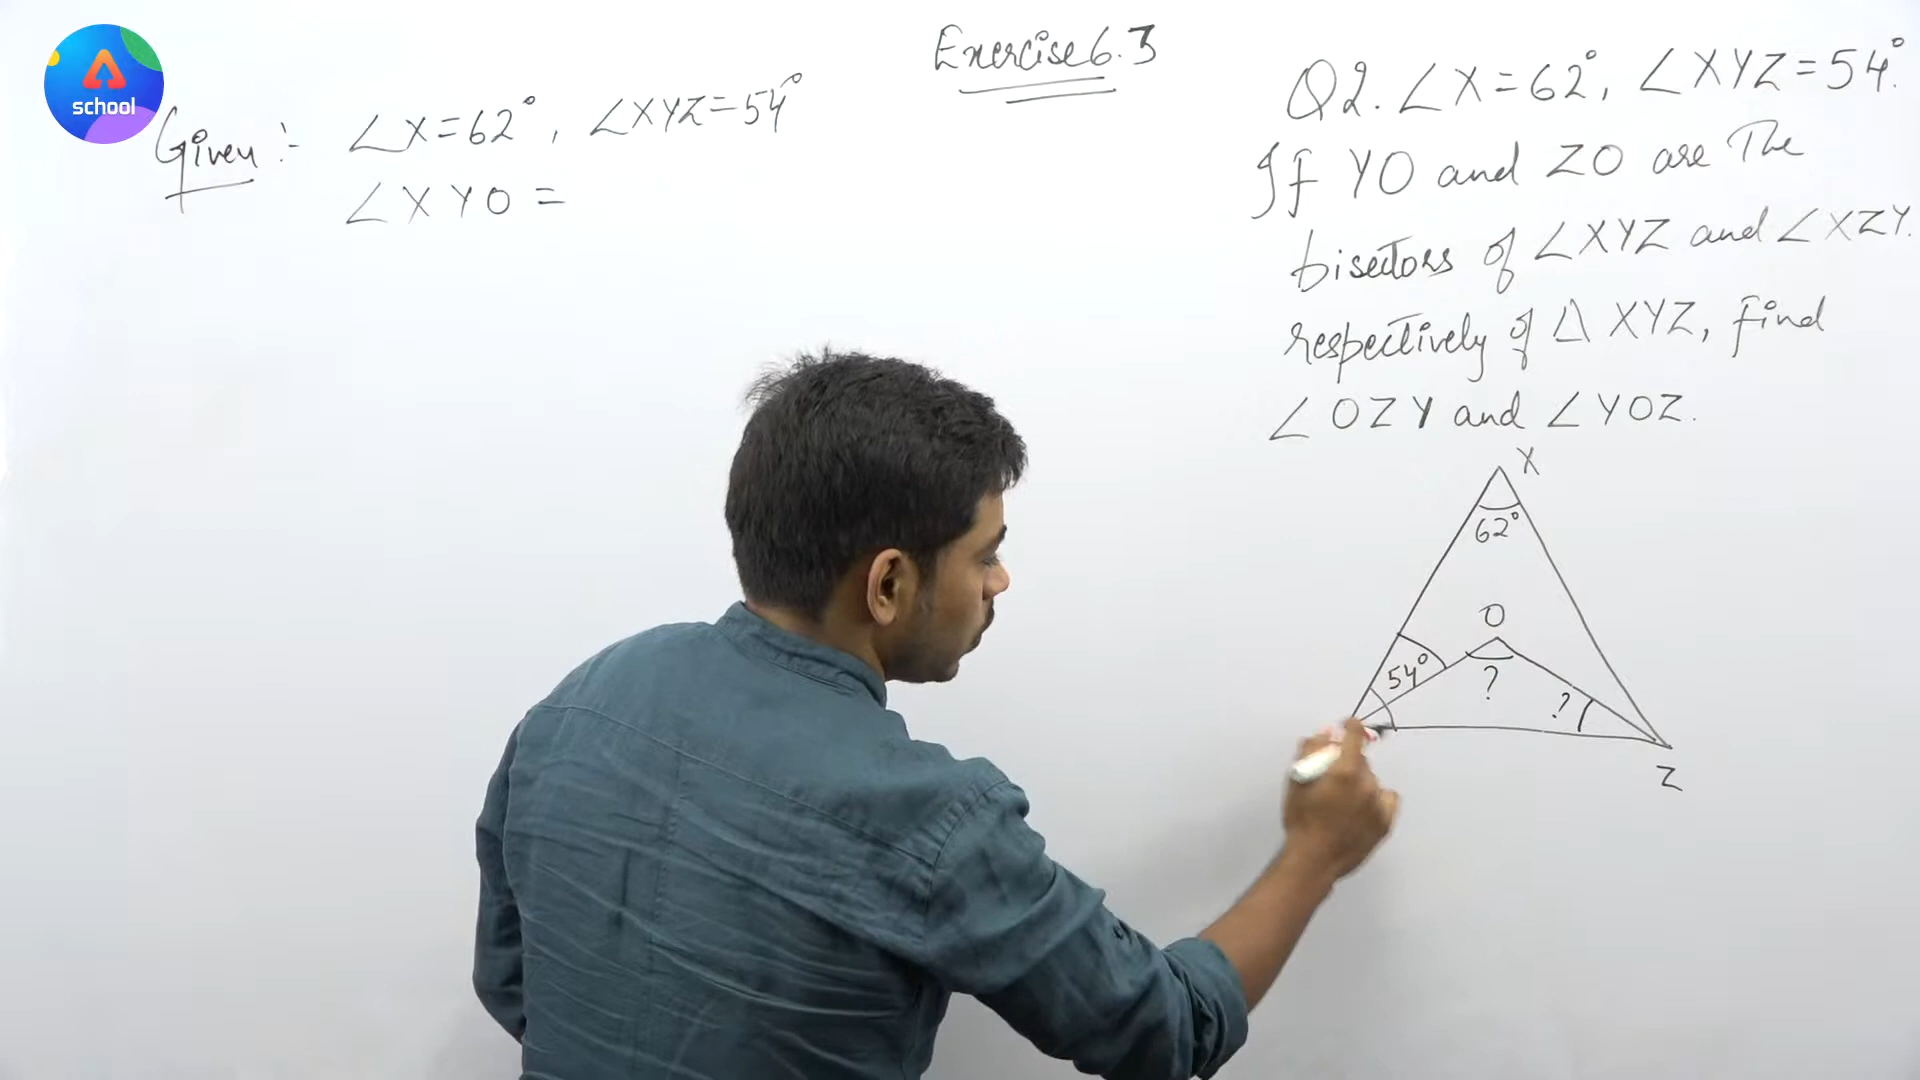 school
Exercise 6.3
Given :- ∠X=62°, ∠XYZ=54°
∠XYO =
Q2. ∠X=62°, ∠XYZ=54°.
If YO and ZO are The
bisectors of ∠XYZ and ∠XZY.
respectively of Δ XYZ, find
∠OZY and ∠YOZ.
X
62°
O
54°
?
?
Z